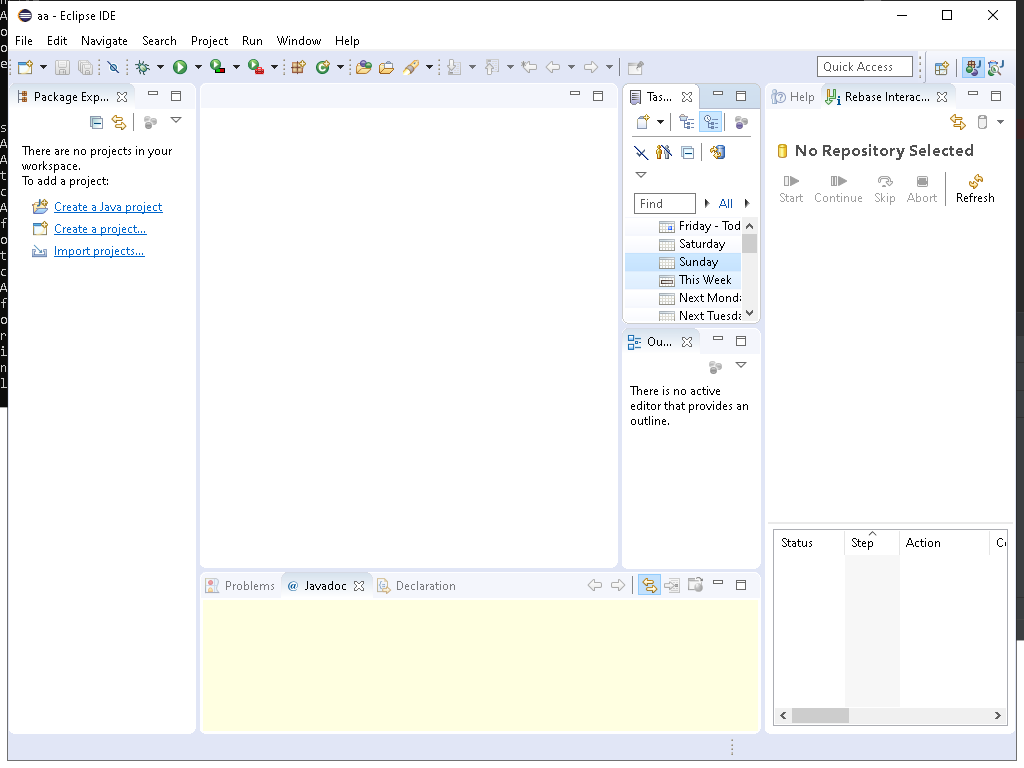 aa - Eclipse IDE
File Edit Navigate Search Project Run Window Help
Quick Access
Package Exp...
There are no projects in your
workspace.
To add a project:
Create a Java project
Create a project...
Import projects...
Tas...
Find
All
Friday - Tod
Saturday
Sunday
This Week
Next Monda
Next Tuesda
Ou...
There is no active
editor that provides an
outline.
Help
Rebase Interac...
No Repository Selected
Start Continue Skip Abort Refresh
Status Step Action
Problems @ Javadoc Declaration